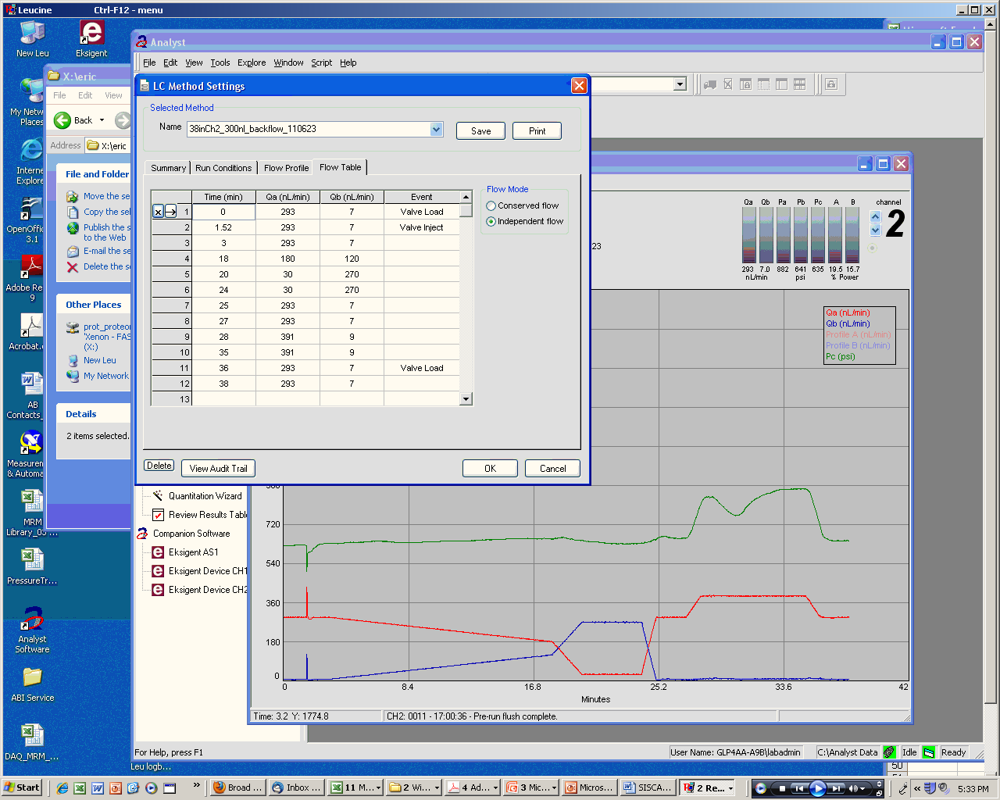 Leucine Ctrl-F12 - menu
New Leu
Eksigent
My Netw
Places
Interne
Explore
OpenOffi
3.1
Adobe Re
9
Acrobat.
AB
Contacts_
Measurem
& Automa
MRM
Library_03 ...
PressureTr...
Analyst
Software
ABI Service
DAQ_MRM_...
Leu logb...
X:\eric
File Edit View
Back
Address X:\eric
File and Folder
Move the se
Copy the sel
Publish the s
to the Web
E-mail the se
Delete the se
Other Places
prot_proteom
'Xenon - FAS
(X:)
New Leu
My Network
Details
2 items selected.
Analyst
File Edit View Tools Explore Window Script Help
LC Method Settings
Selected Method
Name 38inCh2_300nl_backflow_110623 Save Print
Summary Run Conditions Flow Profile Flow Table
Time (min) Qa (nL/min) Qb (nL/min) Event
1 0 293 7 Valve Load
2 1.52 293 7 Valve Inject
3 3 293 7
4 18 180 120
5 20 30 270
6 24 30 270
7 25 293 7
8 27 293 7
9 28 391 9
10 35 391 9
11 36 293 7 Valve Load
12 38 293 7
13
Flow Mode
Conserved flow
Independent flow
Delete View Audit Trail OK Cancel
Quantitation Wizard
Review Results Tabl
Companion Software
Eksigent AS1
Eksigent Device CH1
Eksigent Device CH2
23
Qa Qb Pa Pb Pc A B channel
2
293 7.0 882 641 635 19.5 15.7
nL/min psi % Power
Qa (nL/min)
Qb (nL/min)
Profile A (nL/min)
Profile B (nL/min)
Pc (psi)
720
540
360
180
0
0 8.4 16.8 25.2 33.6 42
Minutes
Time: 3.2 Y: 1774.8 CH2: 0011 - 17:00:36 - Pre-run flush complete.
For Help, press F1 User Name: GLP4AA-A9B\labadmin C:\Analyst Data Idle Ready
50
Start » Broad ... Inbox ... 11 M... 2 Wi... 4 Ad... 3 Mic... Micros... SISCA... 2 Re... « 5:33 PM